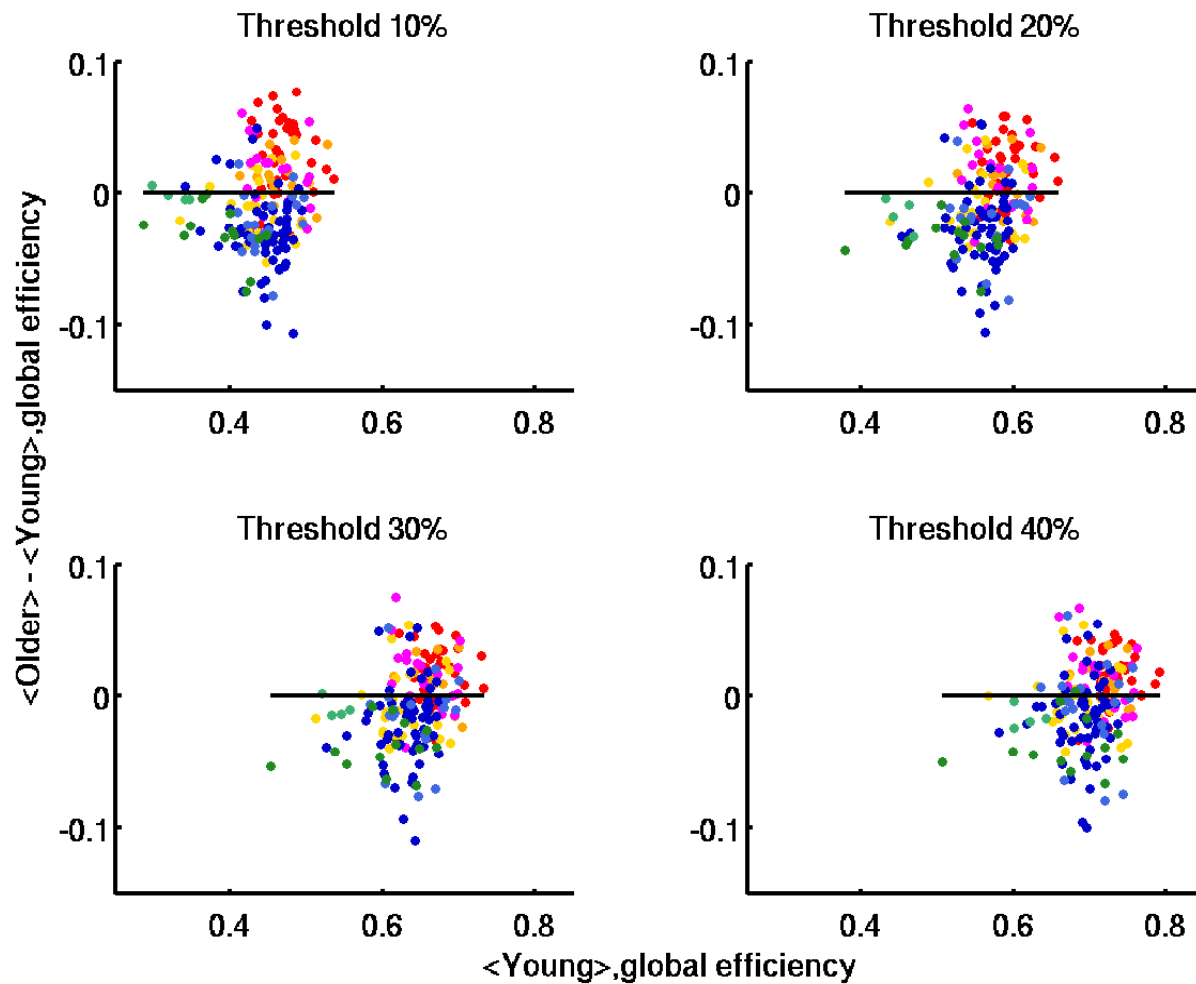 Threshold 10%
0.1
0
-0.1
0.4 0.6 0.8
Threshold 20%
0.1
0
-0.1
0.4 0.6 0.8
<Older> - <Young>,global efficiency
Threshold 30%
0.1
0
-0.1
0.4 0.6 0.8
Threshold 40%
0.1
0
-0.1
0.4 0.6 0.8
<Young>,global efficiency